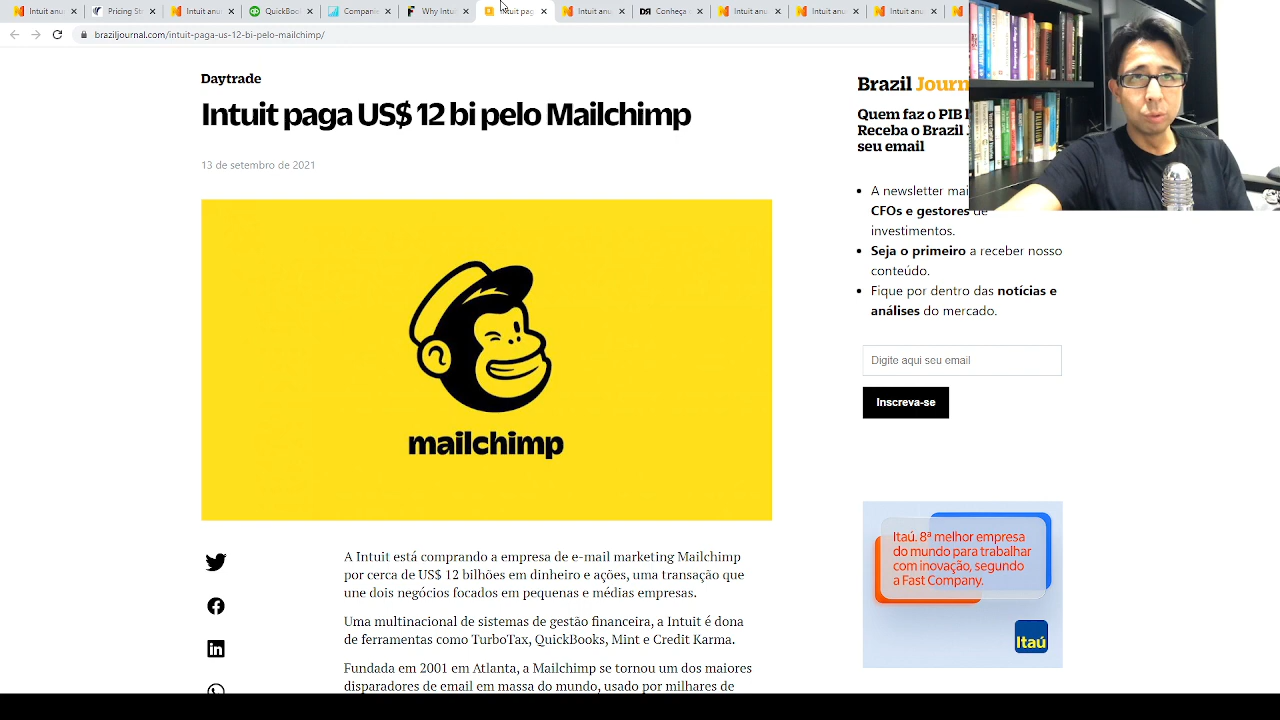 Intuit anu
Pricing St
Intuit anu
QuickBoo
Compani
Why Intu
Intuit pag
Intuit anu
Conheça
Intuit anu
Intuit anu
Intuit anu
braziljournal.com/intuit-paga-us-12-bi-pelo-mailchimp/
Daytrade
Intuit paga US$ 12 bi pelo Mailchimp
13 de setembro de 2021
mailchimp
A Intuit está comprando a empresa de e-mail marketing Mailchimp
por cerca de US$ 12 bilhões em dinheiro e ações, uma transação que
une dois negócios focados em pequenas e médias empresas.
Uma multinacional de sistemas de gestão financeira, a Intuit é dona
de ferramentas como TurboTax, QuickBooks, Mint e Credit Karma.
Fundada em 2001 em Atlanta, a Mailchimp se tornou um dos maiores
disparadores de email em massa do mundo, usado por milhares de
Brazil Journ
Quem faz o PIB
Receba o Brazil
seu email
A newsletter mai
CFOs e gestores de
investimentos.
Seja o primeiro a receber nosso
conteúdo.
Fique por dentro das notícias e
análises do mercado.
Digite aqui seu email
Inscreva-se
Itaú. 8ª melhor empresa
do mundo para trabalhar
com inovação, segundo
a Fast Company.
Itaú